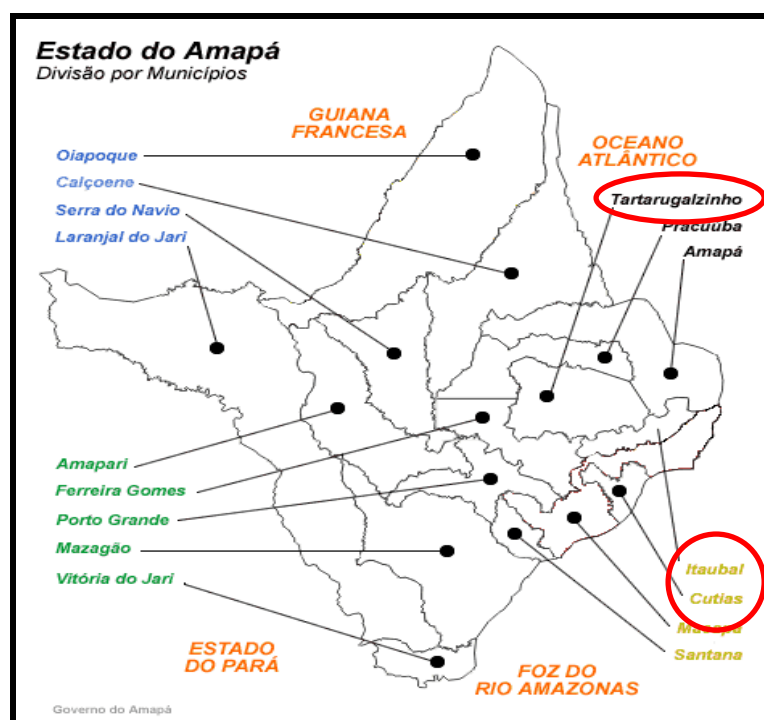 Estado do Amapá
Divisão por Municípios
GUIANA
FRANCESA
OCEANO
ATLÂNTICO
Oiapoque
Calçoene
Serra do Navio
Laranjal do Jari
Tartarugalzinho
Pracuuba
Amapá
Amapari
Ferreira Gomes
Porto Grande
Mazagão
Vitória do Jari
Itaubal
Cutias
Macapá
Santana
ESTADO
DO PARÁ
FOZ DO
RIO AMAZONAS
Governo do Amapá